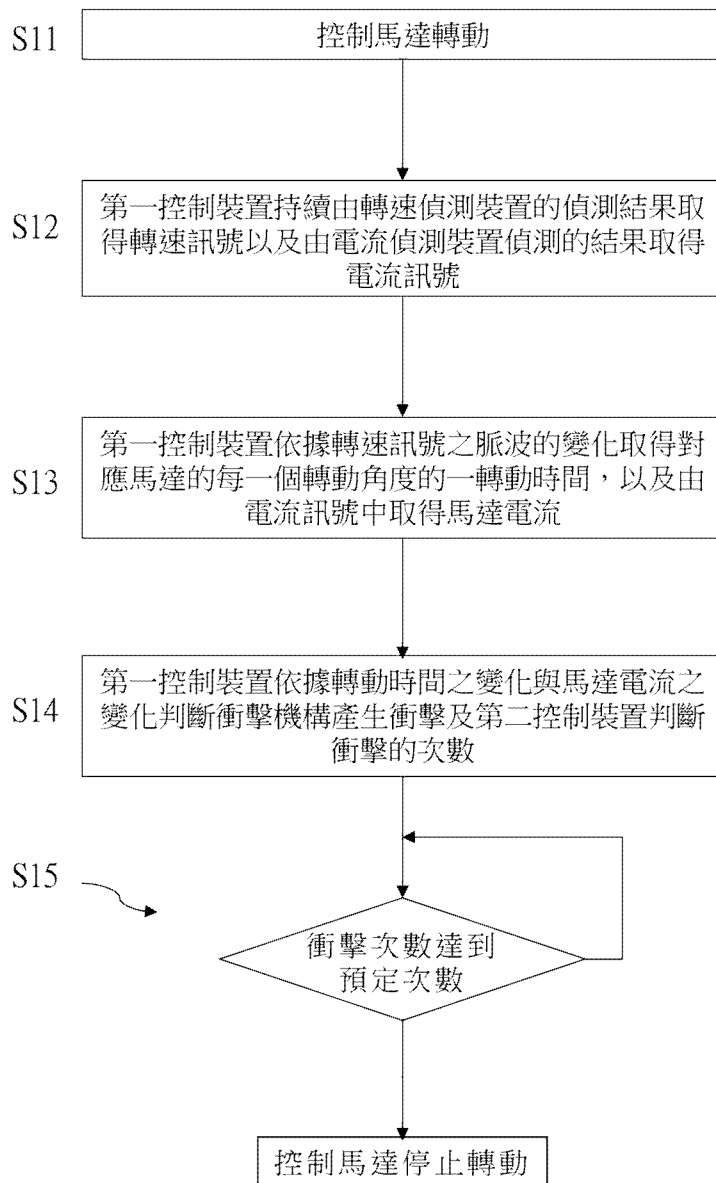 S11
控制馬達轉動
S12
第一控制裝置持續由轉速偵測裝置的偵測結果取
得轉速訊號以及由電流偵測裝置偵測的結果取得
電流訊號
S13
第一控制裝置依據轉速訊號之脈波的變化取得對
應馬達的每一個轉動角度的一轉動時間，以及由
電流訊號中取得馬達電流
S14
第一控制裝置依據轉動時間之變化與馬達電流之
變化判斷衝擊機構產生衝擊及第二控制裝置判斷
衝擊的次數
S15
衝擊次數達到
預定次數
控制馬達停止轉動